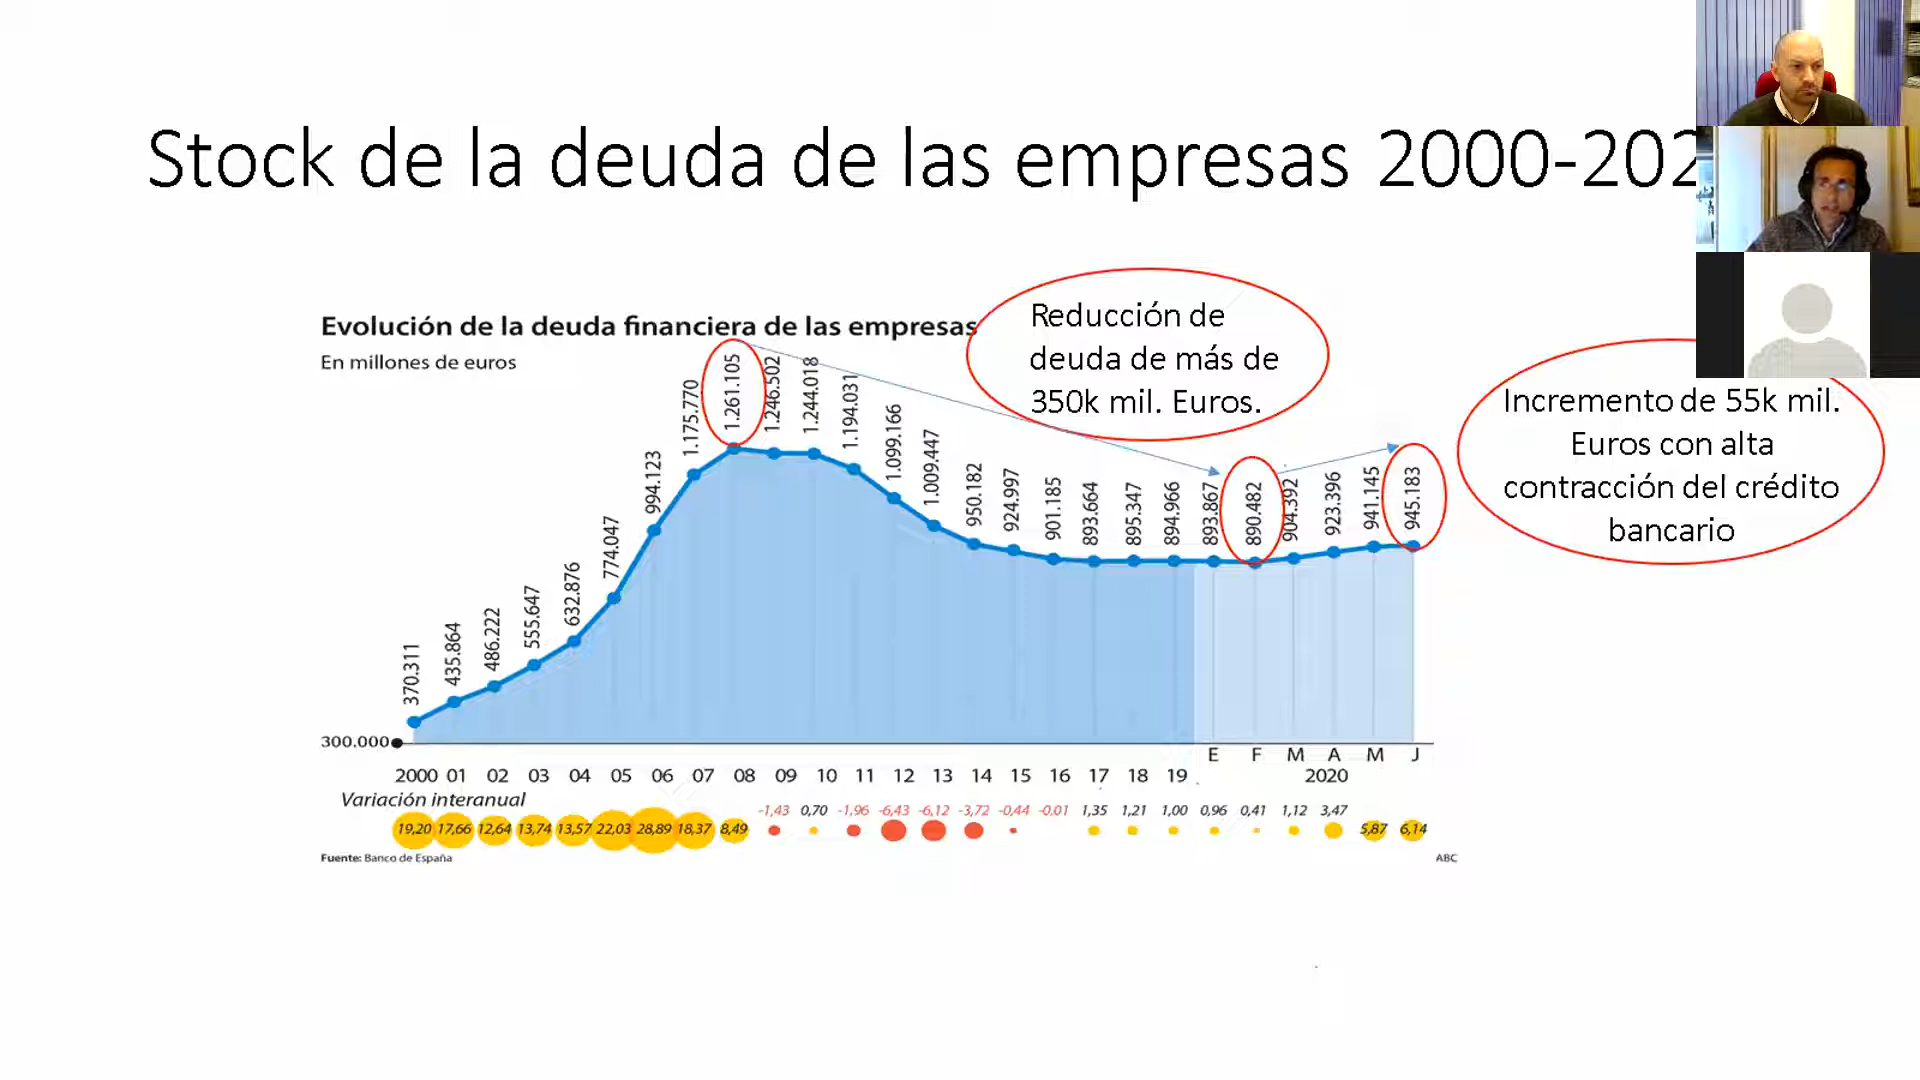 Stock de la deuda de las empresas 2000-202
Evolución de la deuda financiera de las empresas
En millones de euros
Reducción de
deuda de más de
350k mil. Euros.
Incremento de 55k mil.
Euros con alta
contracción del crédito
bancario
370.311
435.864
486.222
555.647
632.876
774.047
994.123
1.175.770
1.261.105
1.246.502
1.244.018
1.194.031
1.099.166
1.009.447
950.182
924.997
901.185
893.664
895.347
894.966
893.867
890.482
904.392
923.396
941.145
945.183
300.000
E F M A M J
2000 01 02 03 04 05 06 07 08 09 10 11 12 13 14 15 16 17 18 19 2020
Variación interanual
19,20 17,66 12,64 13,74 13,57 22,03 28,89 18,37 8,49 -1,43 0,70 -1,96 -6,43 -6,12 -3,72 -0,44 -0.01 1,35 1,21 1,00 0,96 0,41 1,12 3,47 5,87 6,14
Fuente: Banco de España
ABC